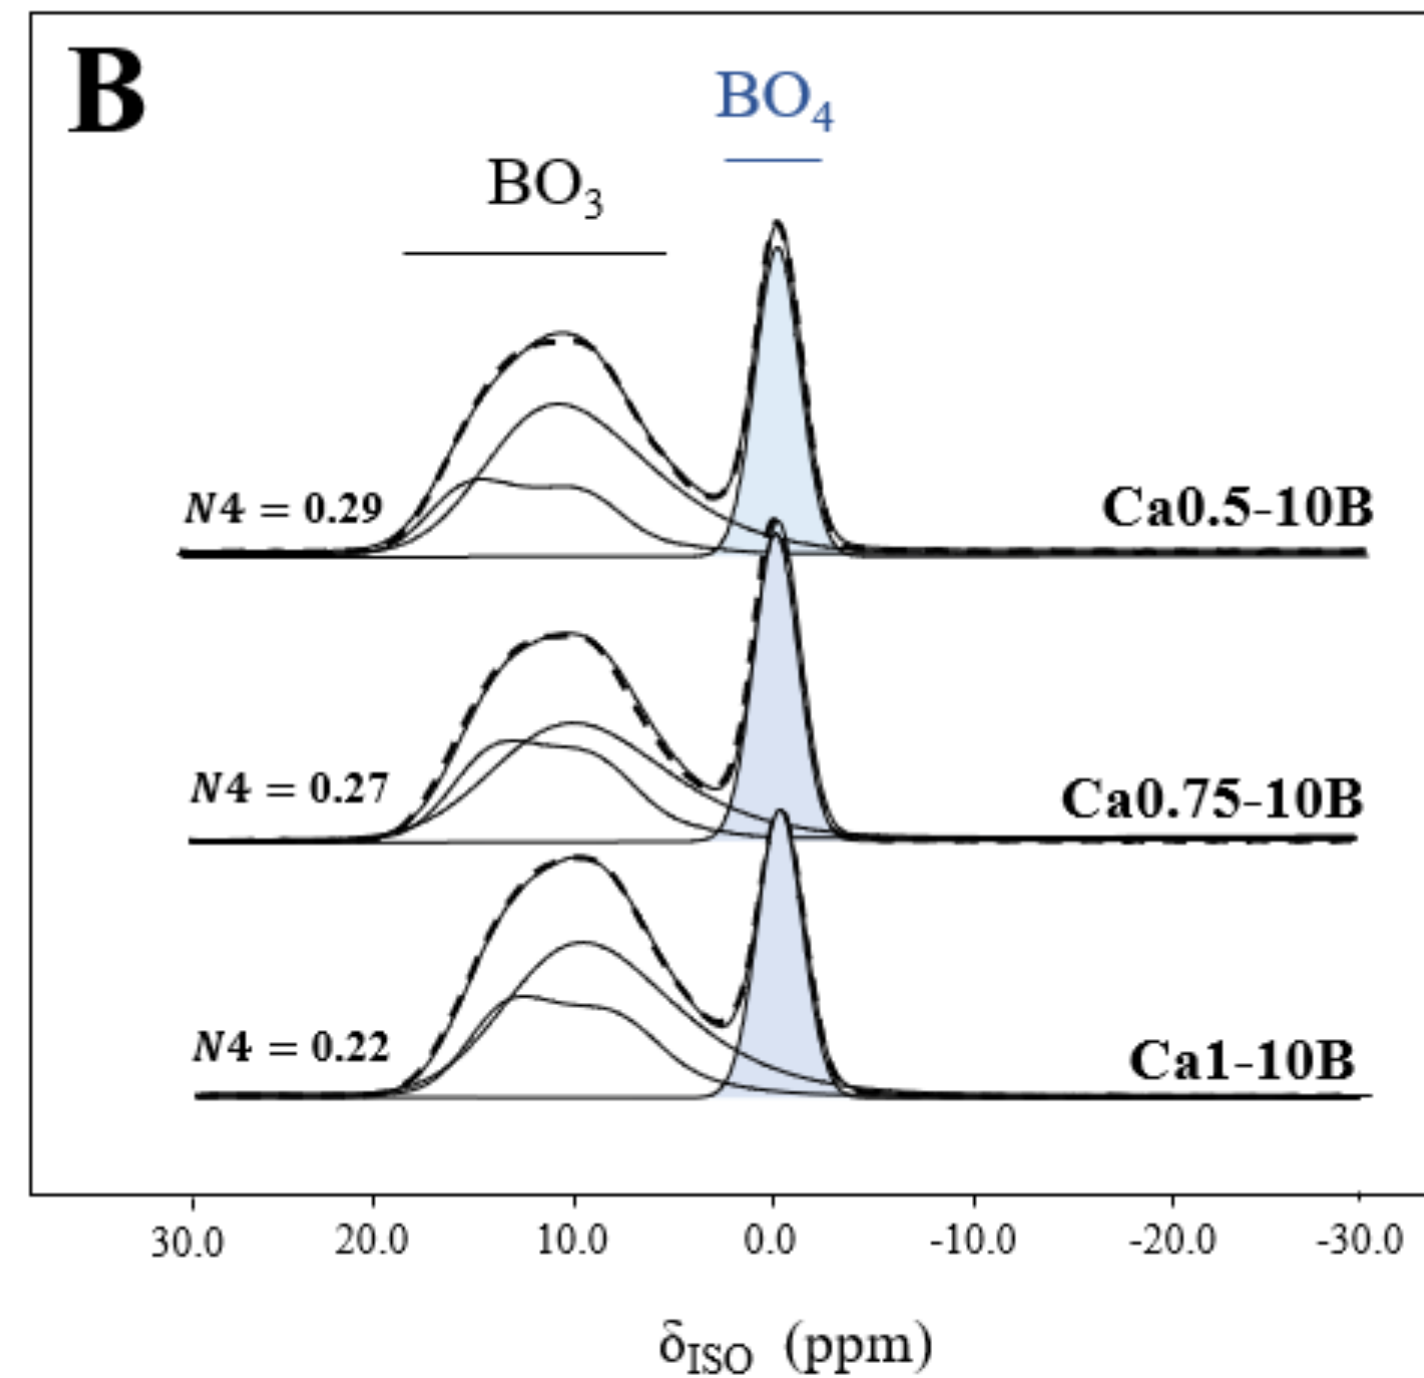 B
BO₄
BO₃
N4 = 0.29
Ca0.5-10B
N4 = 0.27
Ca0.75-10B
N4 = 0.22
Ca1-10B
30.0 20.0 10.0 0.0 -10.0 -20.0 -30.0
δISO (ppm)